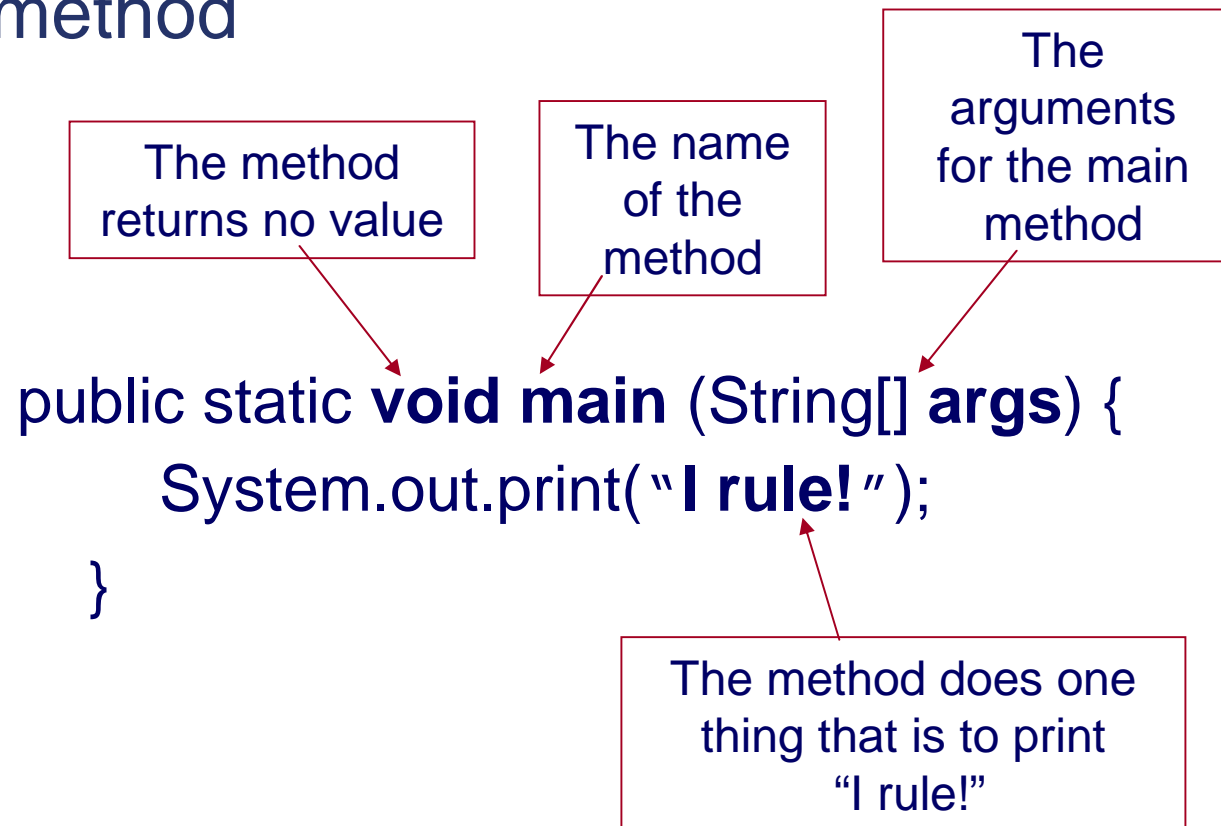 method
The
arguments
for the main
method
The method
returns no value
The name
of the
method
public static void main (String[] args) {
System.out.print(“I rule!”);
}
The method does one
thing that is to print
“I rule!”